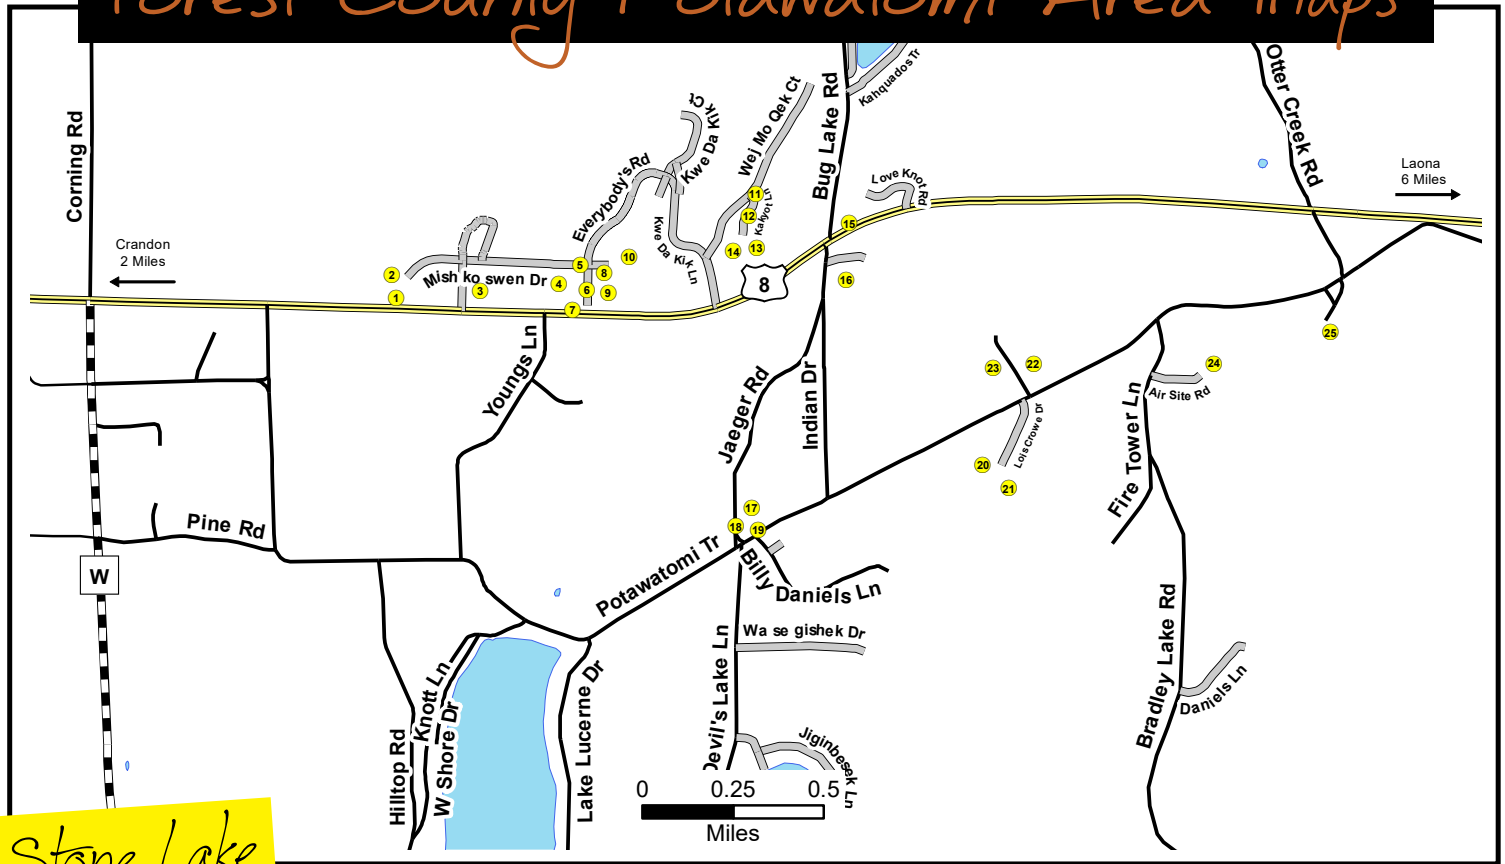 Forest County Potawatomi Area Maps
Otter Creek Rd
Kahquados Tr
Corning Rd
Bug Lake Rd
Wej Mo Qek Ct
Kwe Da Kik Ct
Everybody's Rd
Love Knot Rd
Laona
6 Miles
Crandon
2 Miles
Kakyot Ln
Kwe Da Kik Ln
Mish ko swen Dr
11
12
15
2
5
10
14
13
8
8
1
3
4
6
9
7
16
25
Youngs Ln
Jaeger Rd
Indian Dr
23
22
24
Air Site Rd
Lois Crowe Dr
Fire Tower Ln
20
21
17
18
19
Pine Rd
W
Potawatomi Tr
Billy Daniels Ln
Wa se gishek Dr
Devil's Lake Ln
Bradley Lake Rd
Daniels Ln
Knott Ln
W Shore Dr
Hilltop Rd
Lake Lucerne Dr
Jiginbesek Ln
0 0.25 0.5
Miles
Stone Lake